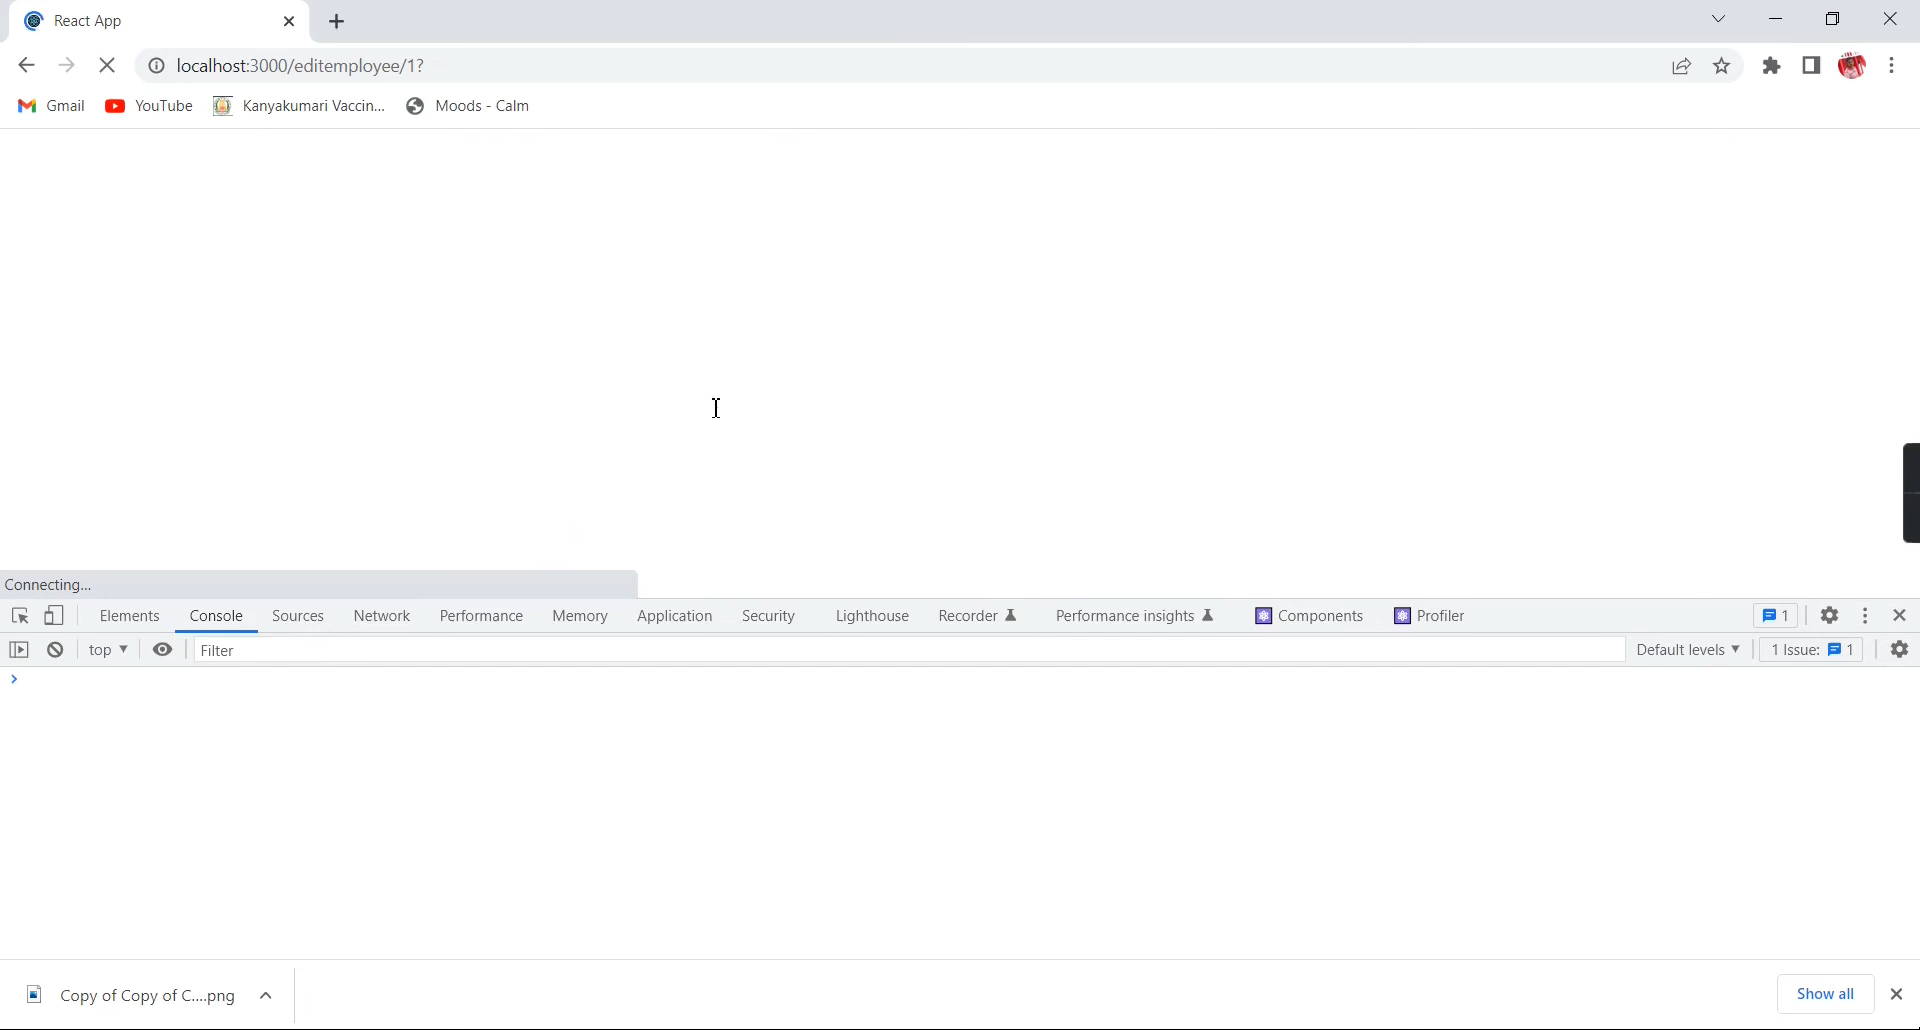 React App
localhost:3000/editemployee/1?
Gmail YouTube Kanyakumari Vaccin... Moods - Calm
Connecting...
Elements Console Sources Network Performance Memory Application Security Lighthouse Recorder Performance insights Components Profiler 1
top Filter Default levels 1 Issue: 1
Copy of Copy of C....png Show all